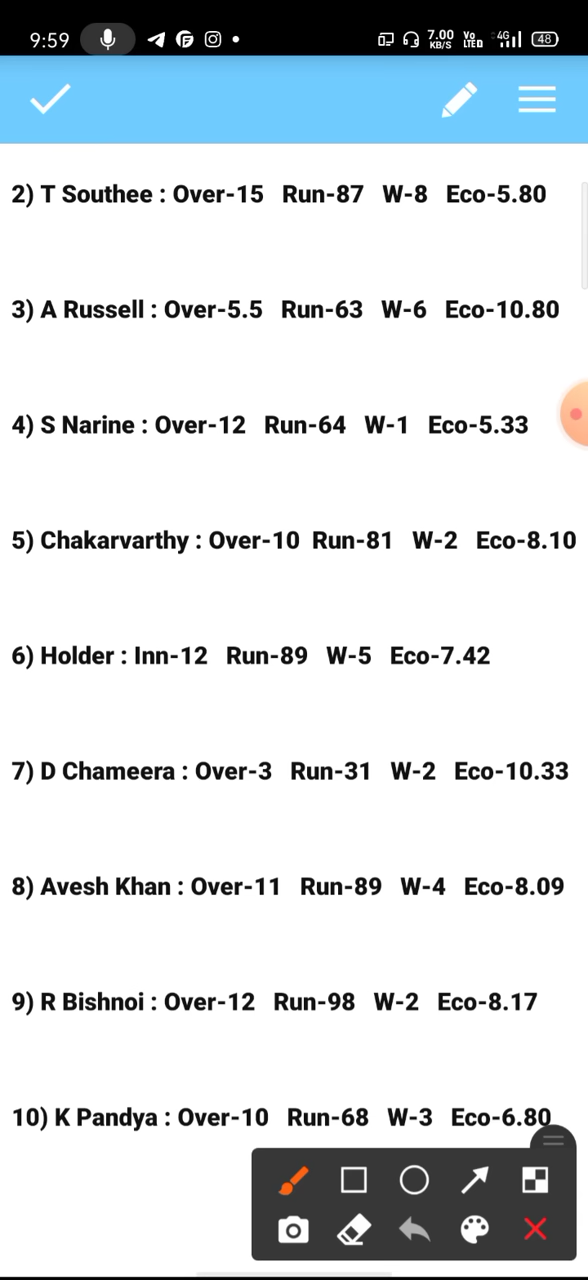 9:59
7.00 KB/S
Vo LTE
4G
48
2) T Southee : Over-15 Run-87 W-8 Eco-5.80
3) A Russell : Over-5.5 Run-63 W-6 Eco-10.80
4) S Narine : Over-12 Run-64 W-1 Eco-5.33
5) Chakarvarthy : Over-10 Run-81 W-2 Eco-8.10
6) Holder : Inn-12 Run-89 W-5 Eco-7.42
7) D Chameera : Over-3 Run-31 W-2 Eco-10.33
8) Avesh Khan : Over-11 Run-89 W-4 Eco-8.09
9) R Bishnoi : Over-12 Run-98 W-2 Eco-8.17
10) K Pandya : Over-10 Run-68 W-3 Eco-6.80